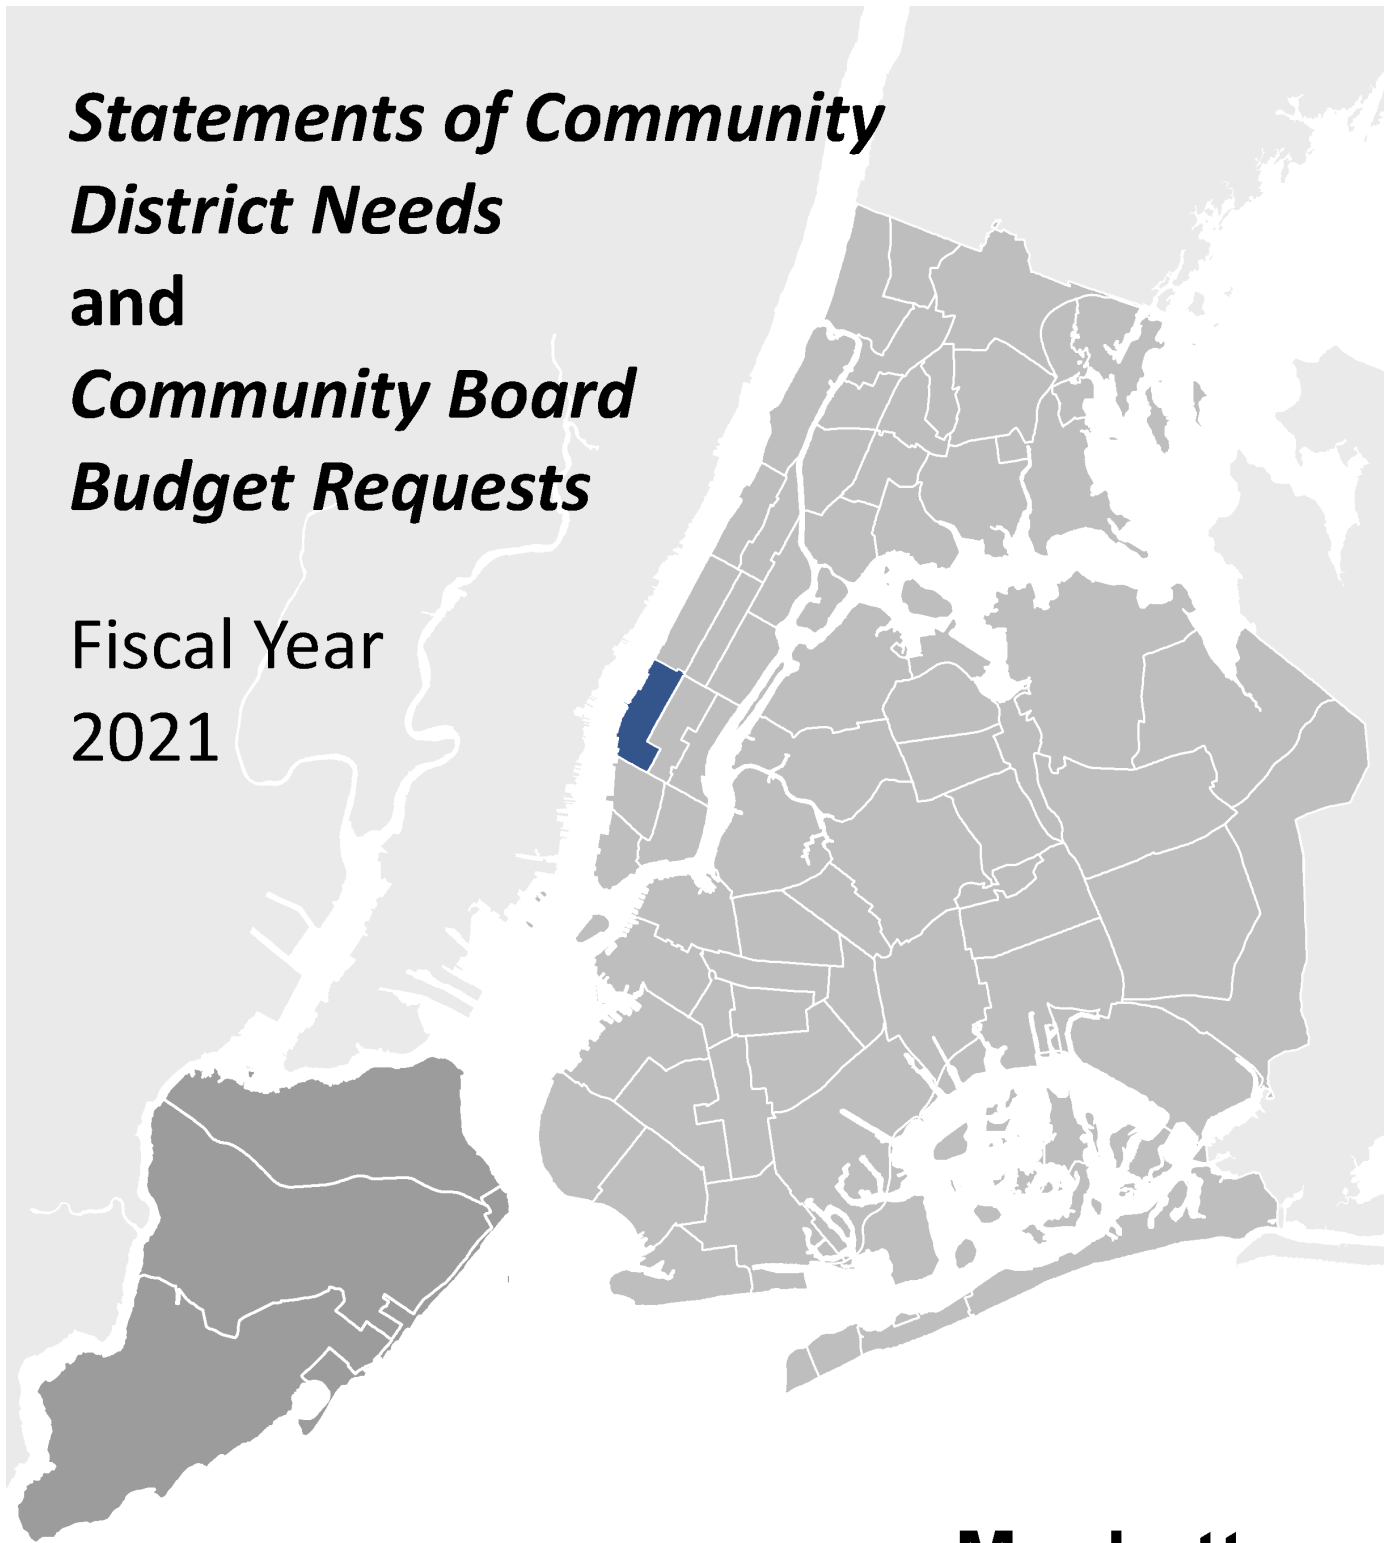 Statements of Community
District Needs
and
Community Board
Budget Requests
Fiscal Year
2021